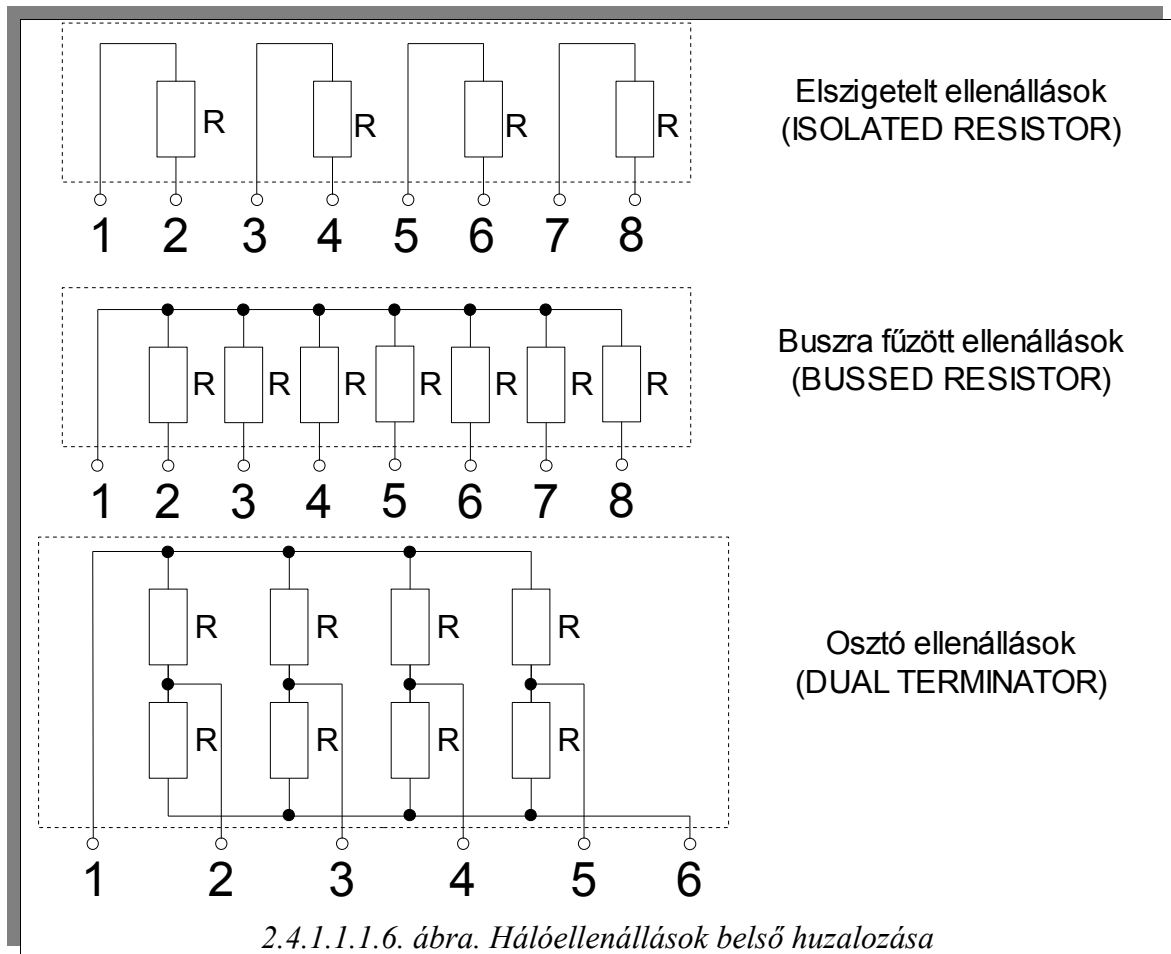 R R R R
Elszigetelt ellenállások
(ISOLATED RESISTOR)
1 2 3 4 5 6 7 8
R R R R R R R
Buszra fűzött ellenállások
(BUSSED RESISTOR)
1 2 3 4 5 6 7 8
R R R R
R R R R
Osztó ellenállások
(DUAL TERMINATOR)
1 2 3 4 5 6
2.4.1.1.1.6. ábra. Hálóellenállások belső huzalozása